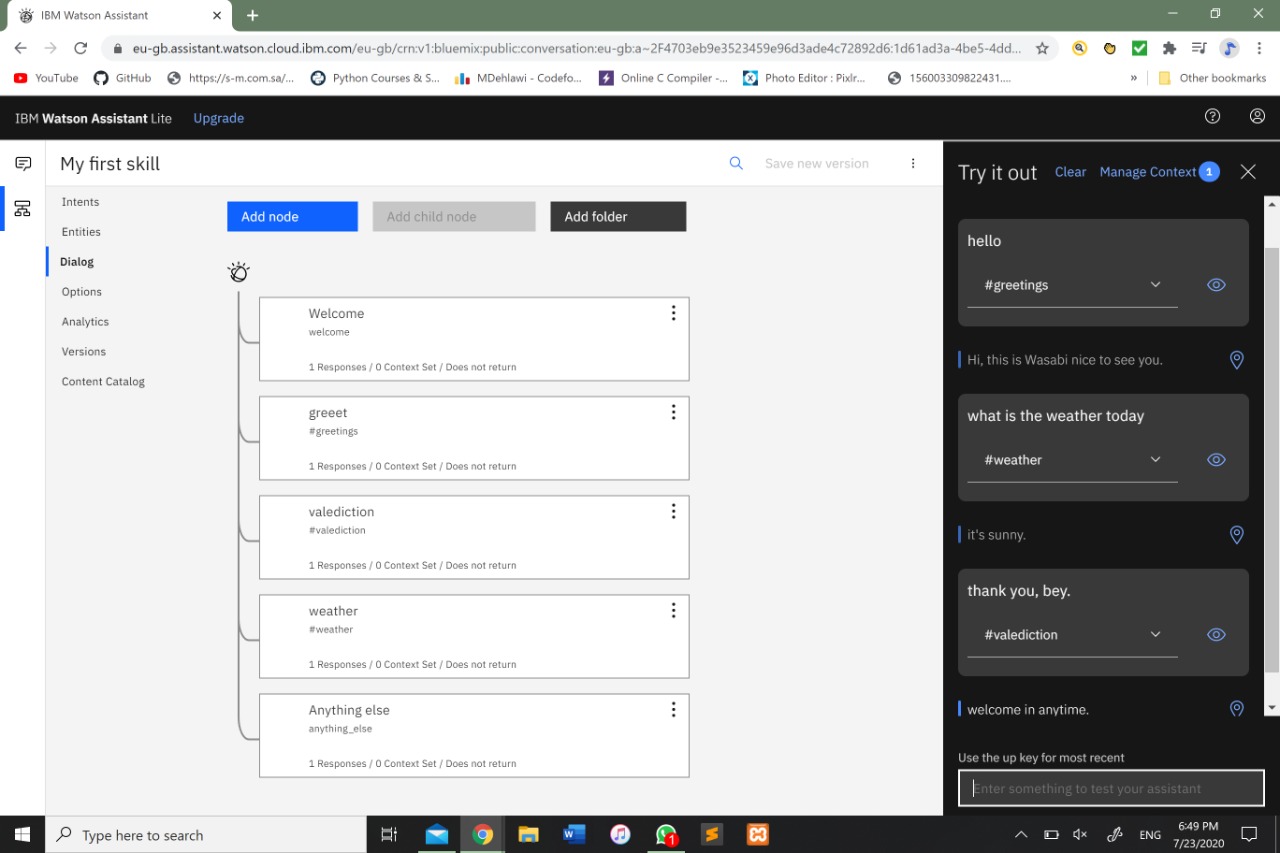 IBM Watson Assistant
eu-gb.assistant.watson.cloud.ibm.com/eu-gb/crn:v1:bluemix:public:conversation:eu-gb:a~2F4703eb9e3523459e96d3ade4c72892d6:1d61ad3a-4be5-4dd...
YouTube GitHub https://s-m.com.sa/... Python Courses & S... MDehlawi - Codefo... Online C Compiler -... Photo Editor : Pixlr... 156003309822431.... » Other bookmarks
IBM Watson Assistant Lite Upgrade
My first skill
Save new version
Intents
Entities
Dialog
Options
Analytics
Versions
Content Catalog
Add node Add child node Add folder
Welcome
welcome
1 Responses / 0 Context Set / Does not return
greeet
#greetings
1 Responses / 0 Context Set / Does not return
valediction
#valediction
1 Responses / 0 Context Set / Does not return
weather
#weather
1 Responses / 0 Context Set / Does not return
Anything else
anything_else
1 Responses / 0 Context Set / Does not return
Try it out Clear Manage Context 1
hello
#greetings
Hi, this is Wasabi nice to see you.
what is the weather today
#weather
it's sunny.
thank you, bey.
#valediction
welcome in anytime.
Use the up key for most recent
Enter something to test your assistant
Type here to search
1
ENG
6:49 PM
7/23/2020